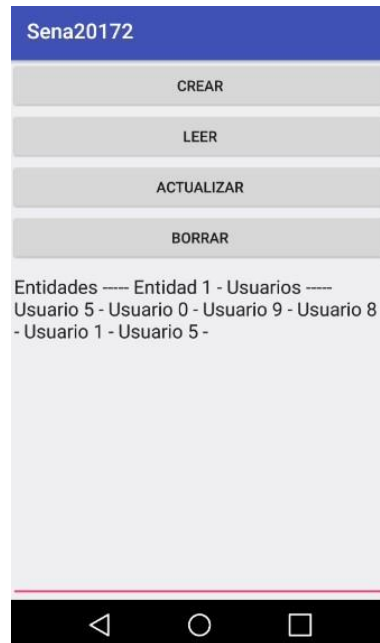 Sena20172
CREAR
LEER
ACTUALIZAR
BORRAR
Entidades ----- Entidad 1 - Usuarios -----
Usuario 5 - Usuario 0 - Usuario 9 - Usuario 8
- Usuario 1 - Usuario 5 -